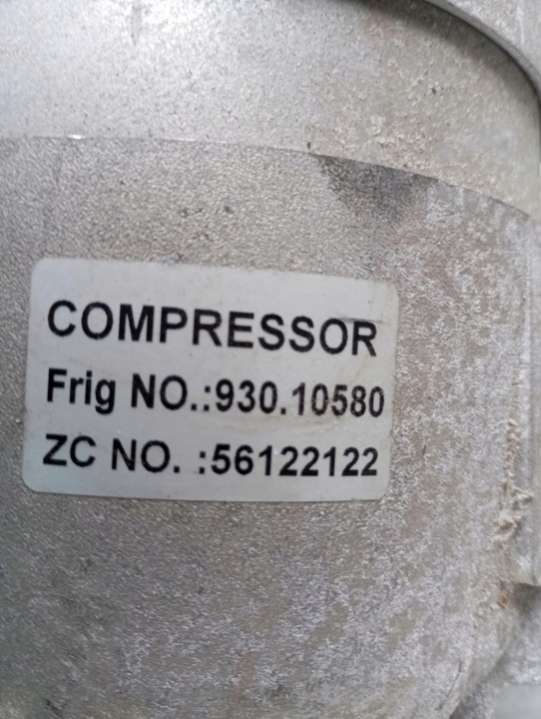 COMPRESSOR
Frig NO.:930.10580
ZC NO. :56122122